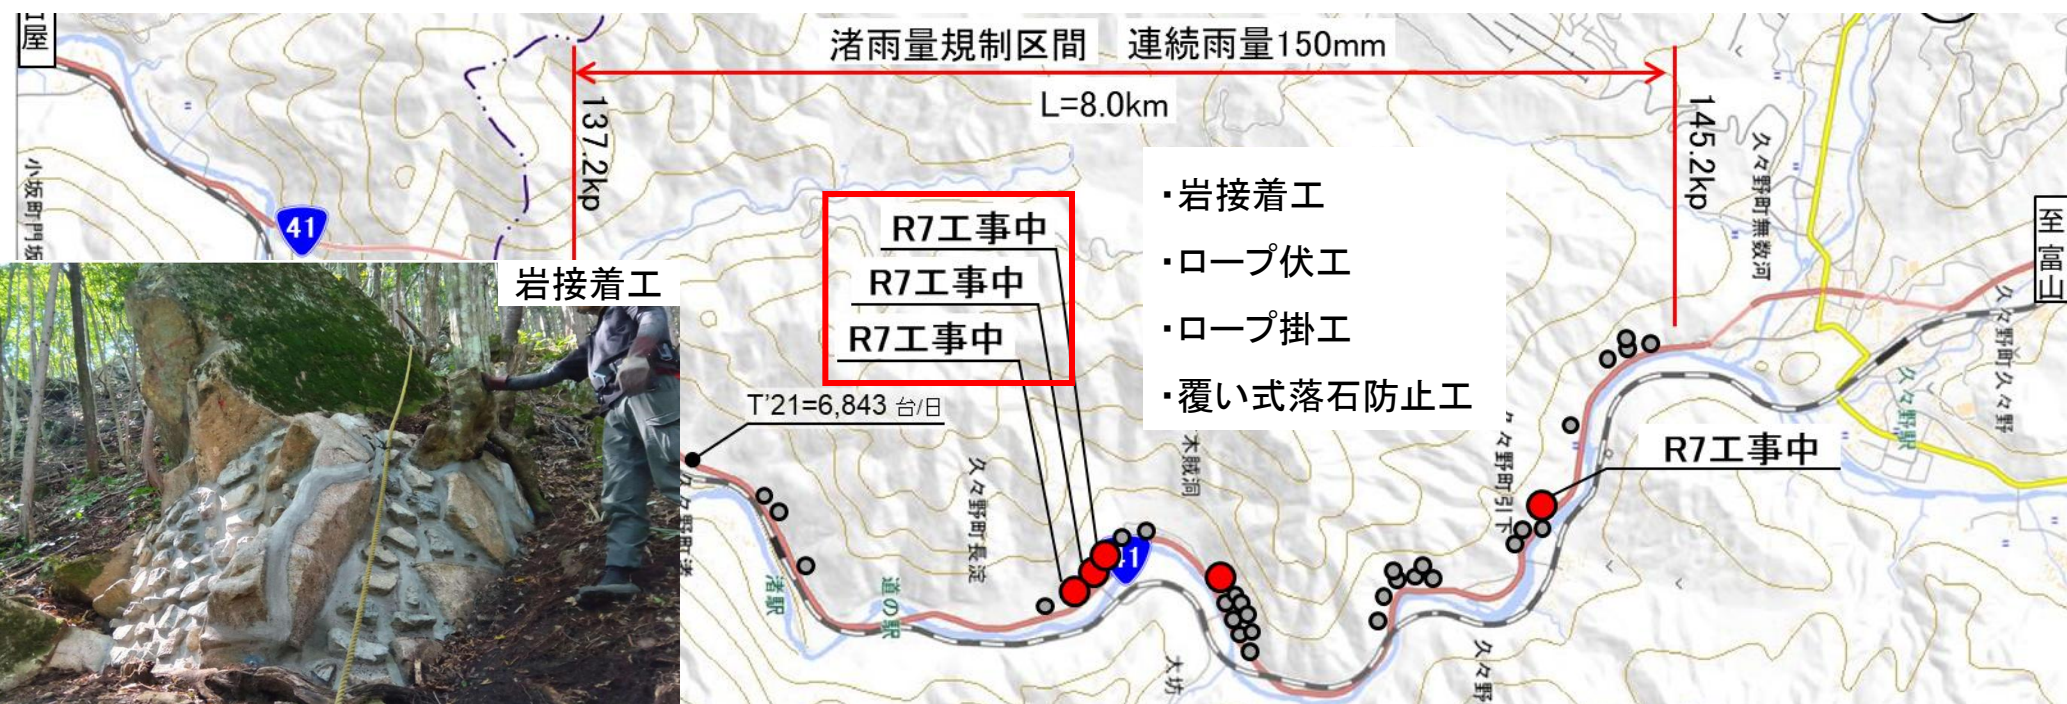 渚雨量規制区間 連続雨量150mm
L=8.0km
137.2kp
145.2kp
小坂町門坂
41
岩接着工
R7工事中
R7工事中
R7工事中
T'21=6,843 台/日
・岩接着工
・ロープ伏工
・ロープ掛工
・覆い式落石防止工
久々野町無数河
至富山
久々野町久々野
久々野駅
R7工事中
久々野町引下
木賊洞
久々野町長淀
41
渚駅
道の駅
大坊
久々野
久々野町渚
屋